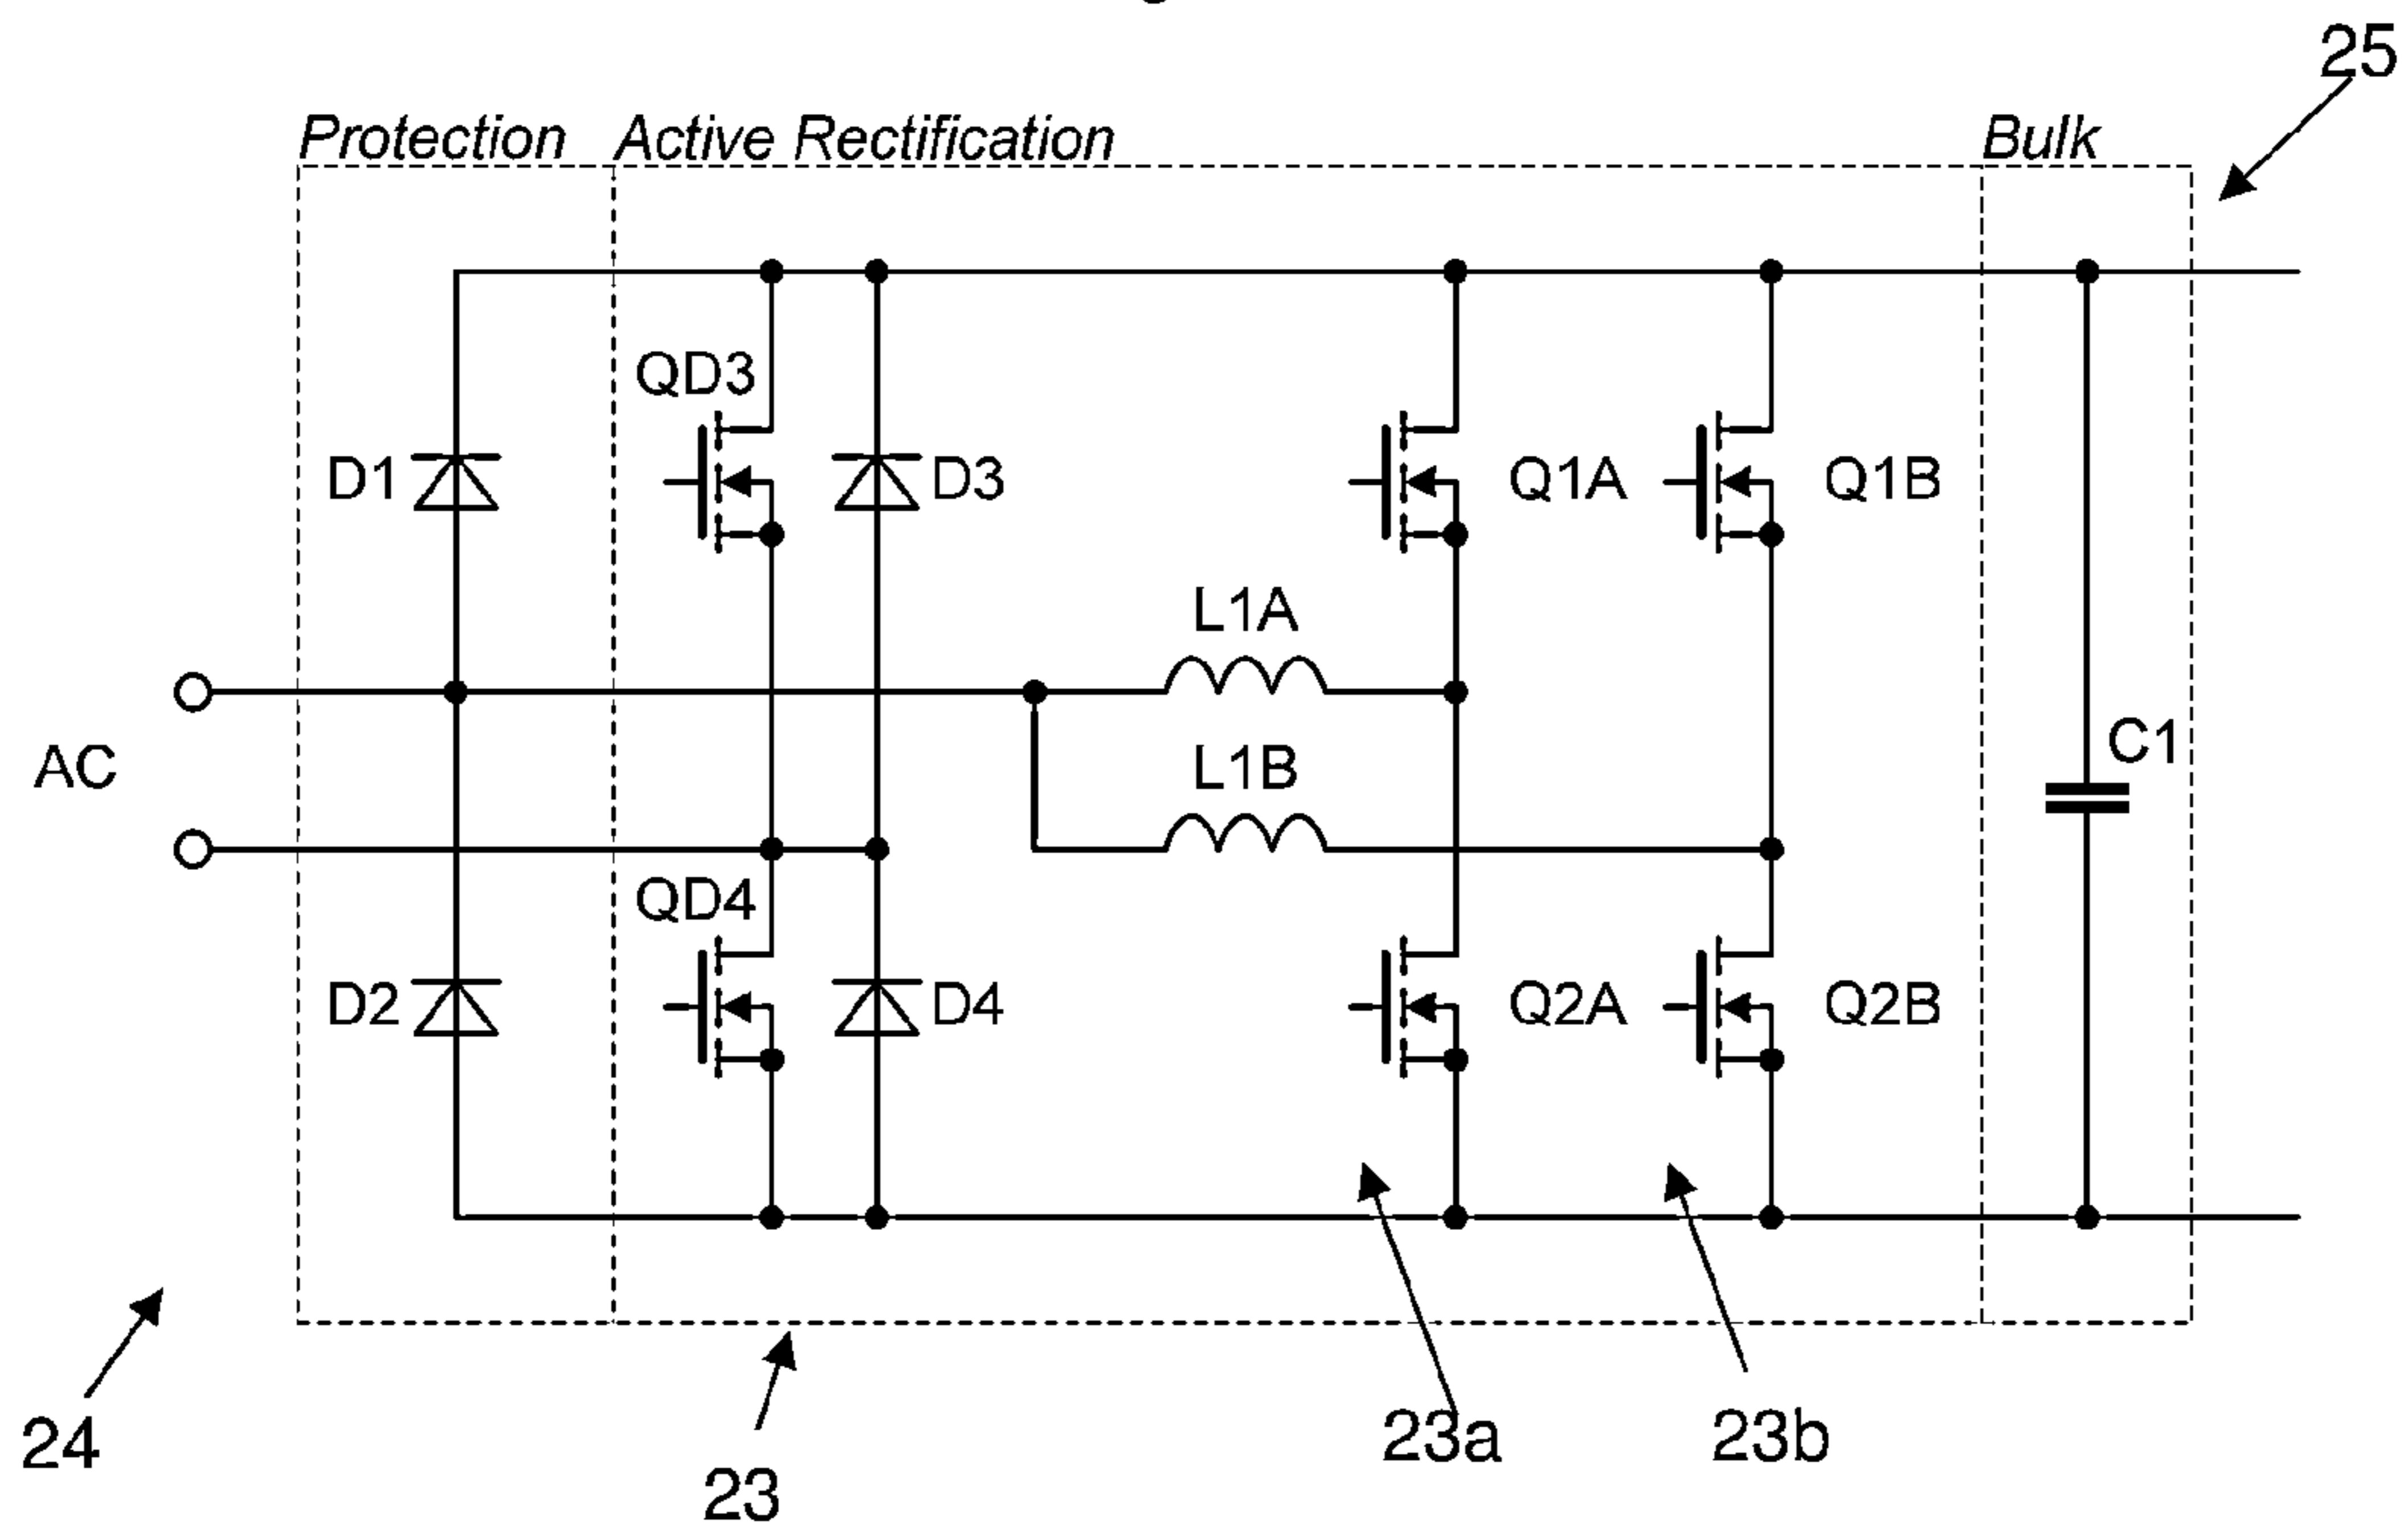 25
Protection Active Rectification Bulk
QD3
D1 D3 Q1A Q1B
L1A
AC L1B C1
QD4
D2 D4 Q2A Q2B
24 23 23a 23b